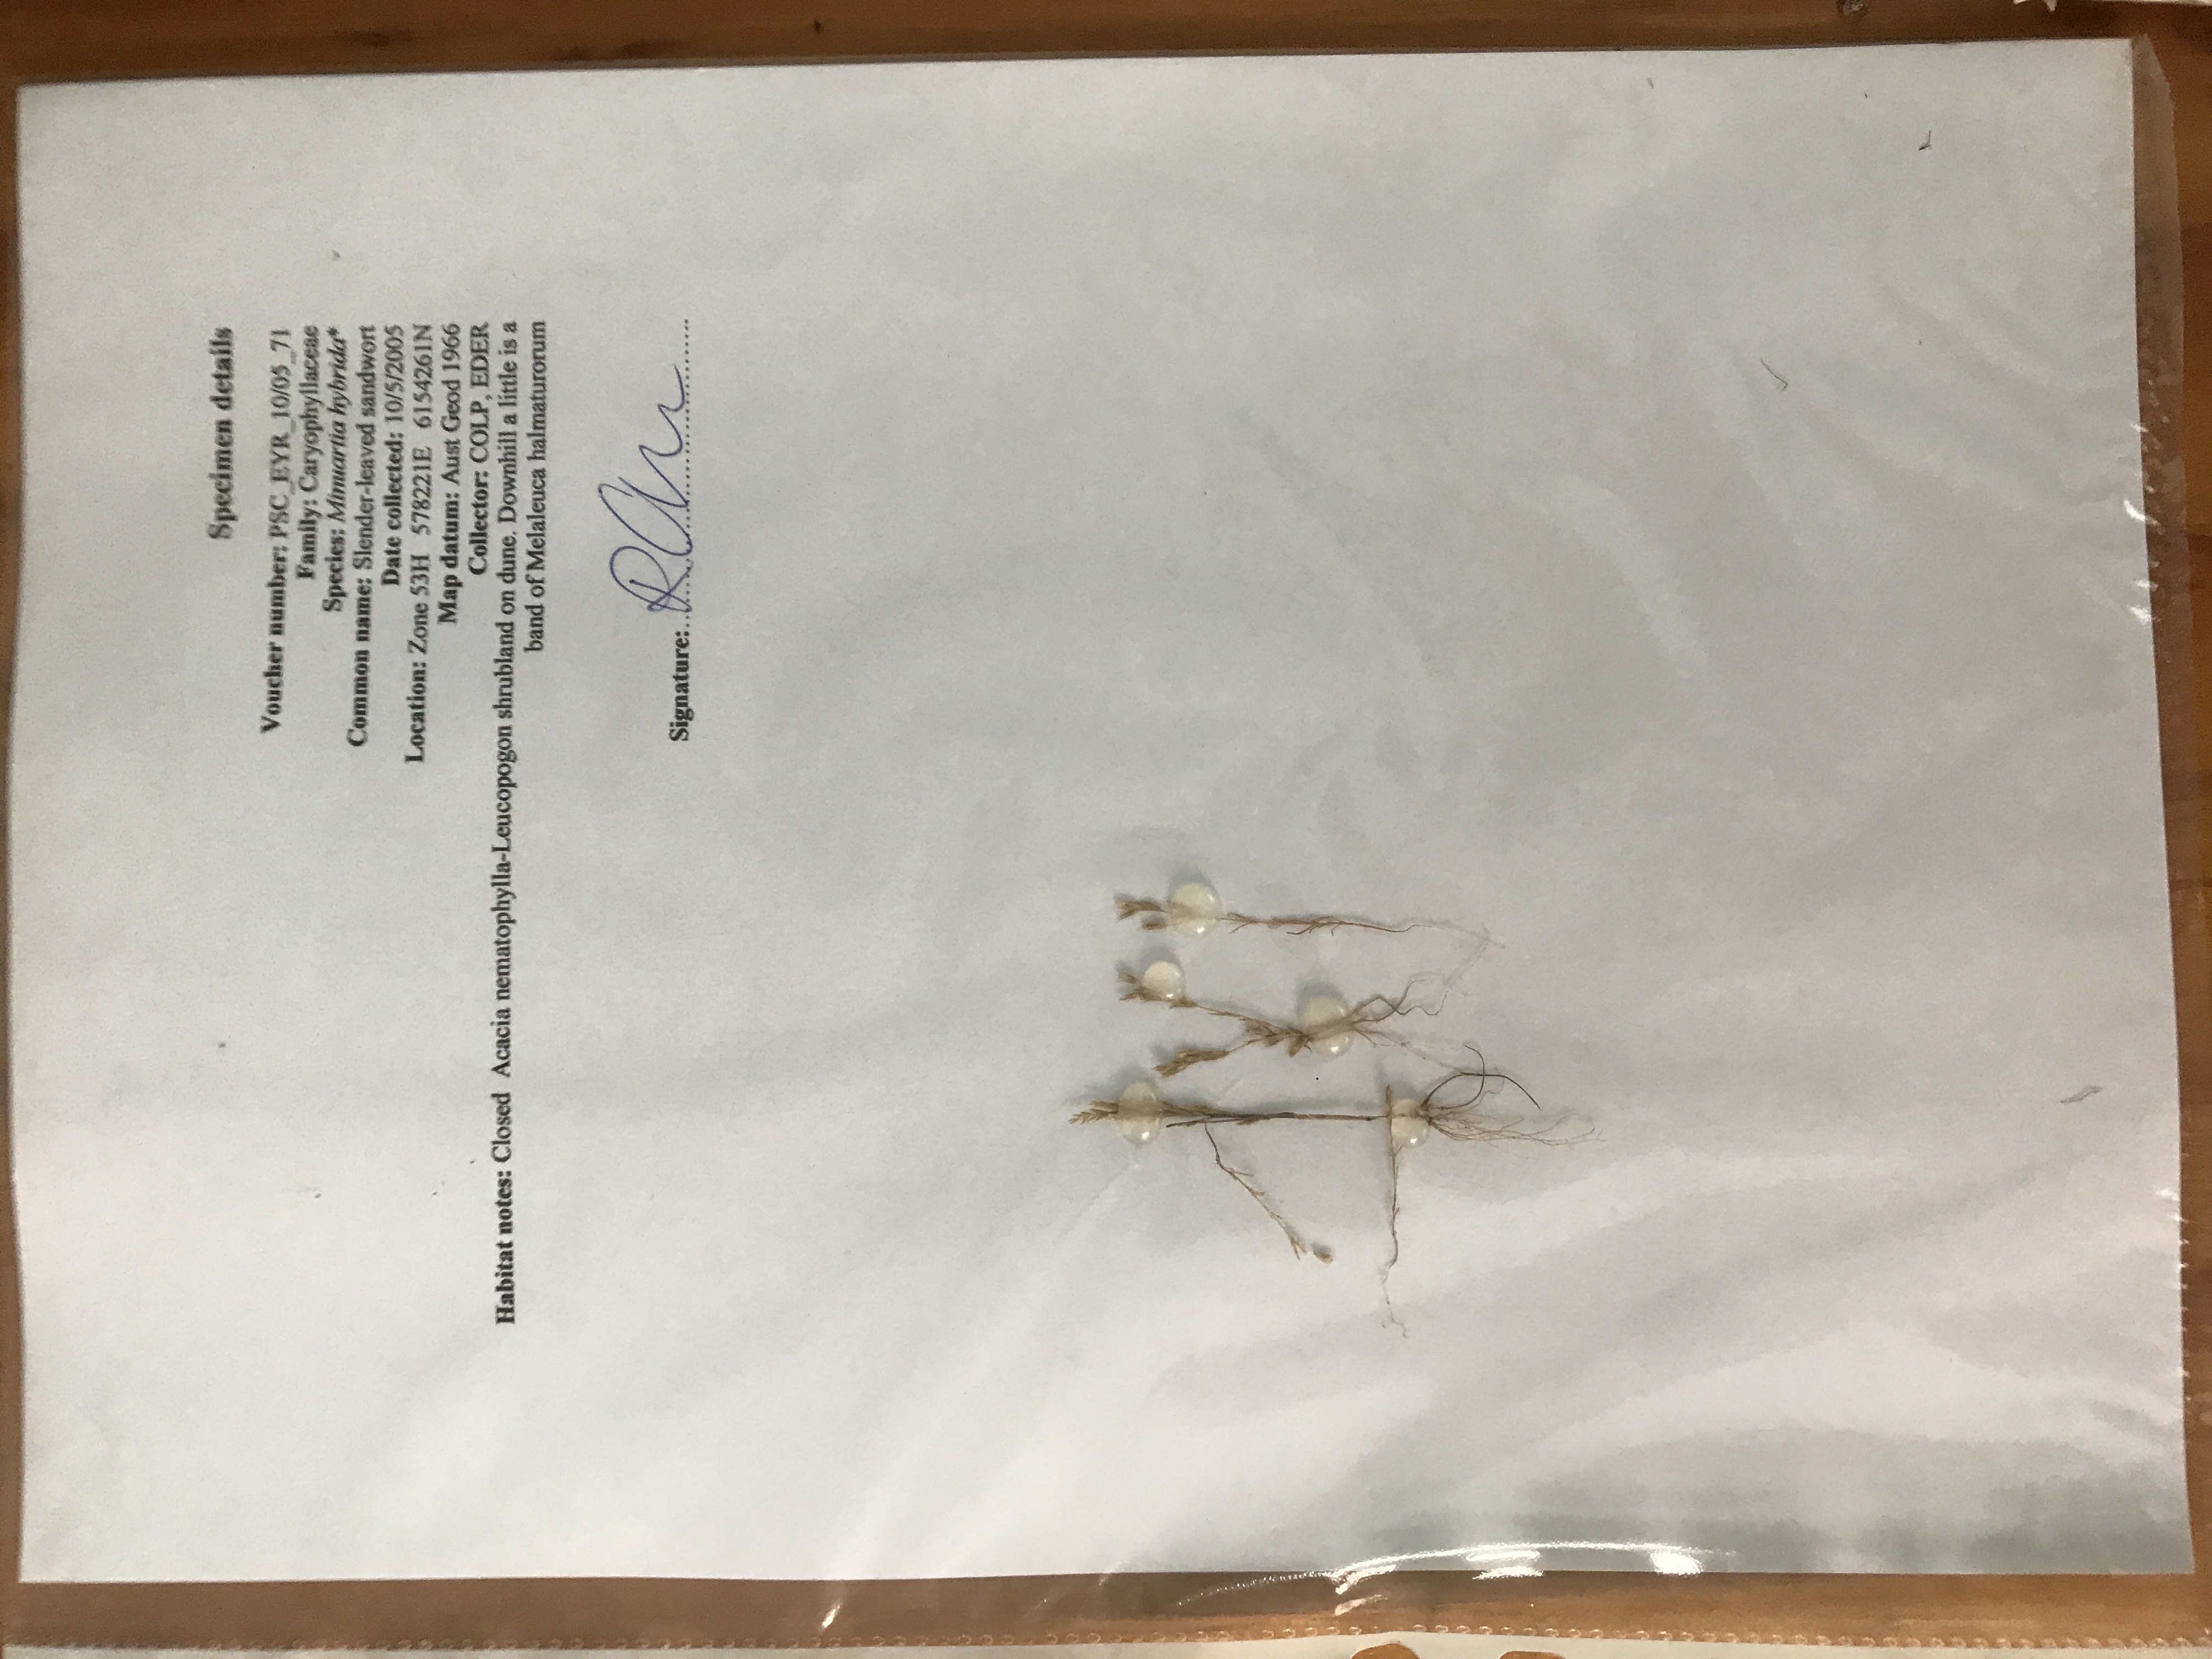 Specimen details
Voucher number: PSC_EYR_10/05_71
Family: Caryophyllaceae
Species: Minuartia hybrida*
Common name: Slender-leaved sandwort
Date collected: 10/5/2005
Location: Zone 53H 578221E 6154261N
Map datum: Aust Geod 1966
Collector: COLP, EDER
Habitat notes: Closed Acacia nematophylla-Leucopogon shrubland on dune. Downhill a little is a
band of Melaleuca halmaturorum
Signature: